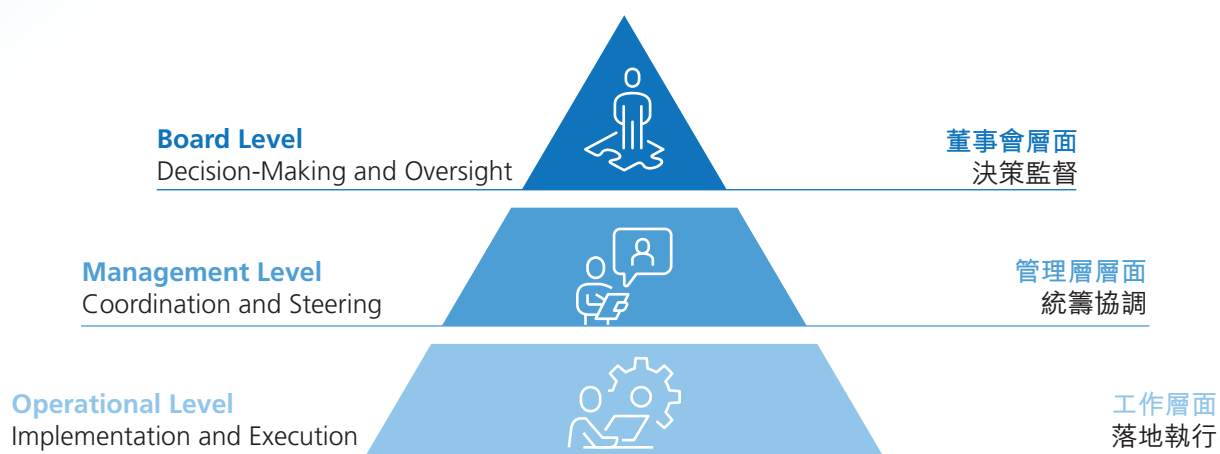 Board Level
Decision-Making and Oversight
董事會層面
決策監督
Management Level
Coordination and Steering
管理層層面
統籌協調
Operational Level
Implementation and Execution
工作層面
落地執行